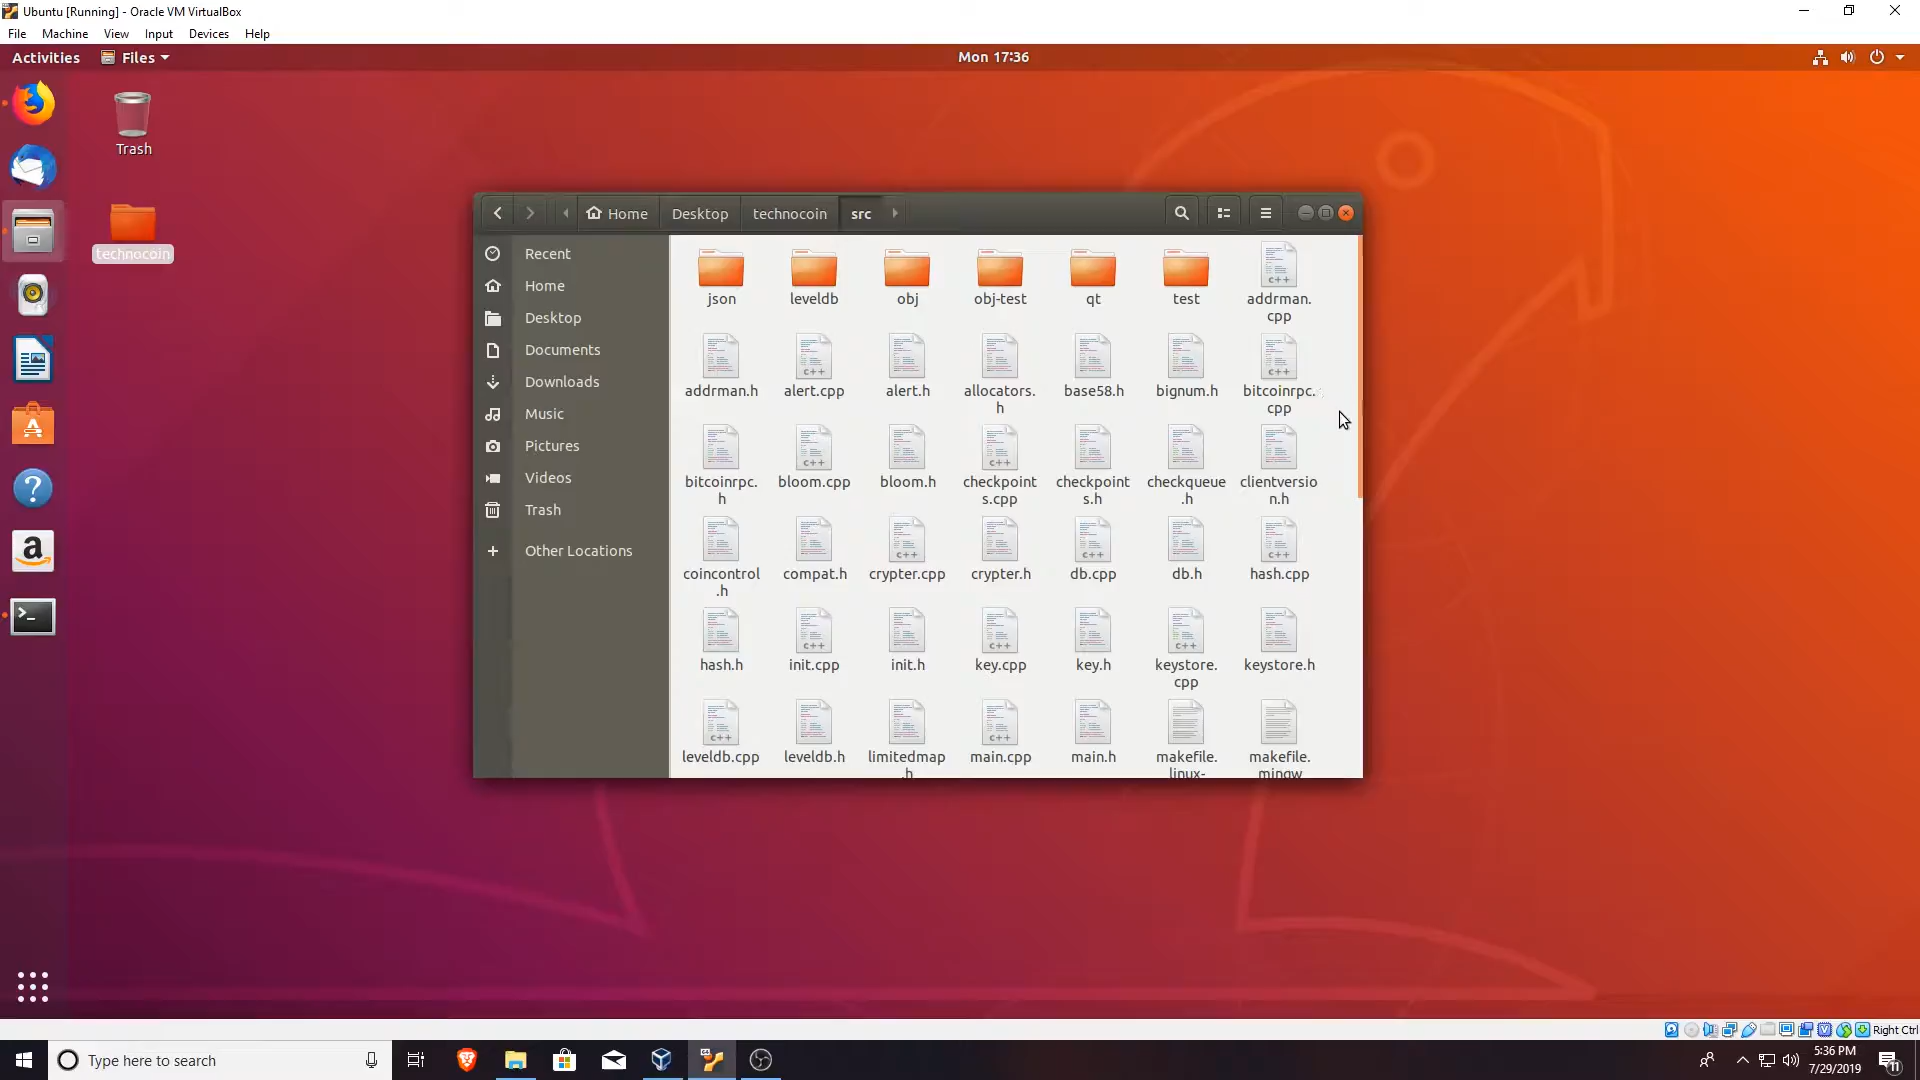 Ubuntu [Running] - Oracle VM VirtualBox
File Machine View Input Devices Help
Activities Files Mon 17:36
Trash
technocoin
Home Desktop technocoin src
Recent
Home
Desktop
Documents
Downloads
Music
Pictures
Videos
Trash
Other Locations
json leveldb obj obj-test qt test addrman.
cpp
addrman.h alert.cpp alert.h allocators. base58.h bignum.h bitcoinrpc.
h cpp
bitcoinrpc. bloom.cpp bloom.h checkpoint checkpoint checkqueue clientversio
h s.cpp s.h .h n.h
coincontrol compat.h crypter.cpp crypter.h db.cpp db.h hash.cpp
.h
hash.h init.cpp init.h key.cpp key.h keystore. keystore.h
cpp
leveldb.cpp leveldb.h limitedmap main.cpp main.h makefile. makefile.
.h linux- mingw
Right Ctrl
Type here to search
5:36 PM
7/29/2019
11